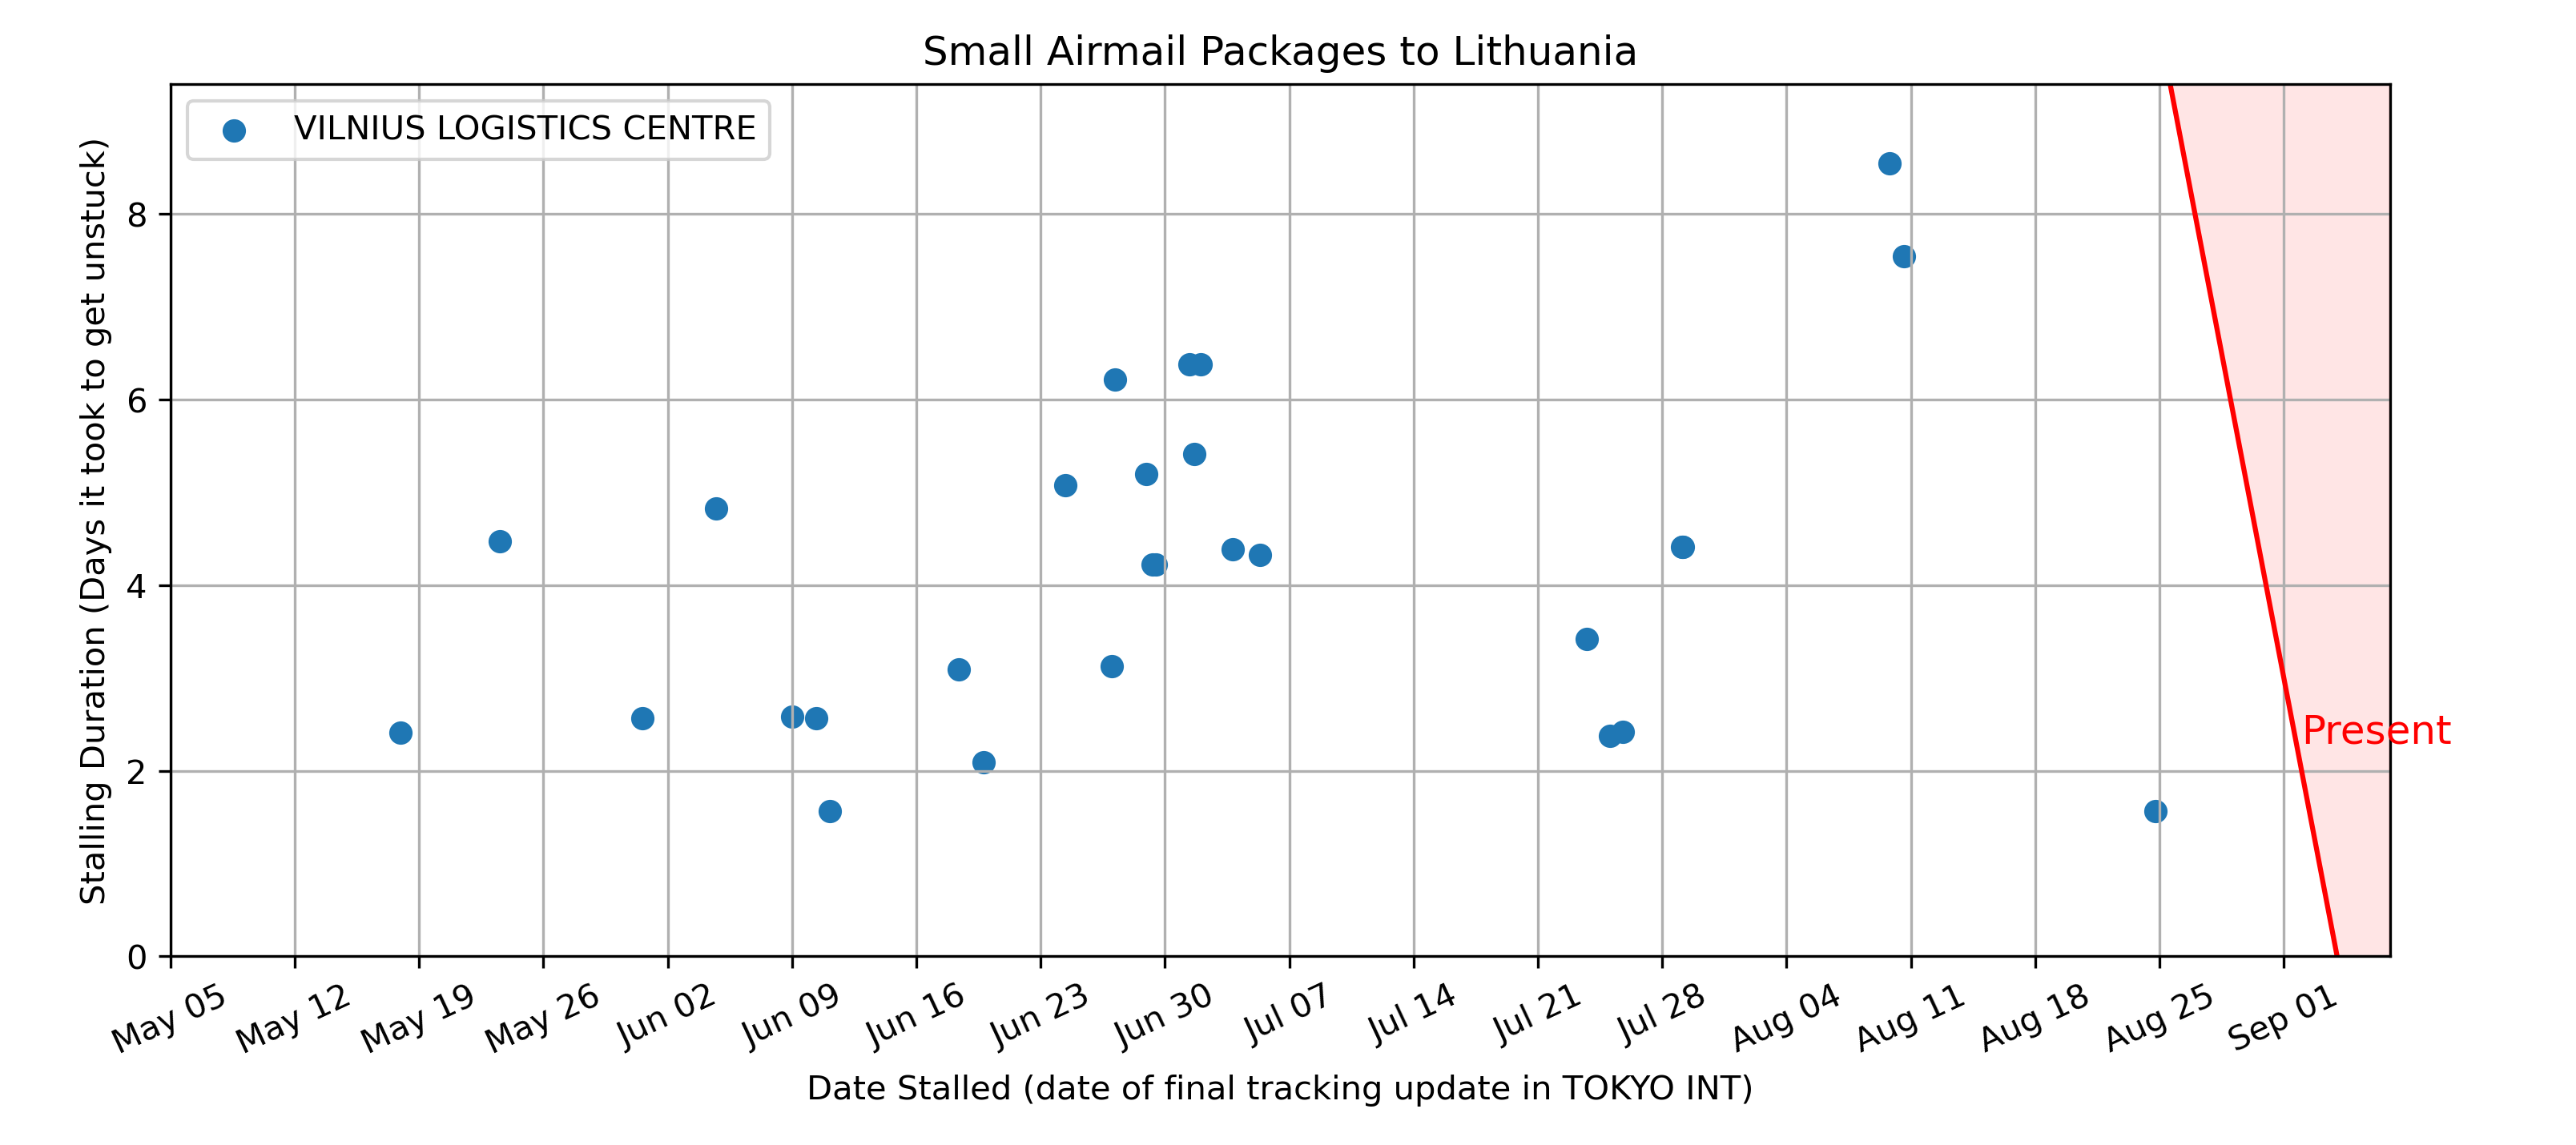 Small Airmail Packages to Lithuania
VILNIUS LOGISTICS CENTRE
Stalling Duration (Days it took to get unstuck)
8
6
4
2
0
Present
May 05
May 12
May 19
May 26
Jun 02
Jun 09
Jun 16
Jun 23
Jun 30
Jul 07
Jul 14
Jul 21
Jul 28
Aug 04
Aug 11
Aug 18
Aug 25
Sep 01
Date Stalled (date of final tracking update in TOKYO INT)